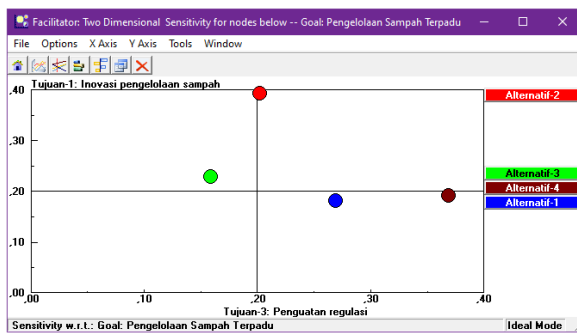 Facilitator: Two Dimensional Sensitivity for nodes below -- Goal: Pengelolaan Sampah Terpadu
File Options X Axis Y Axis Tools Window
Tujuan-1: Inovasi pengelolaan sampah
,40
Alternatif-2
,30
Alternatif-3
,20
Alternatif-4
Alternatif-1
,10
,00
,00 ,10 ,20 ,30 ,40
Tujuan-3: Penguatan regulasi
Sensitivity w.r.t.: Goal: Pengelolaan Sampah Terpadu Ideal Mode